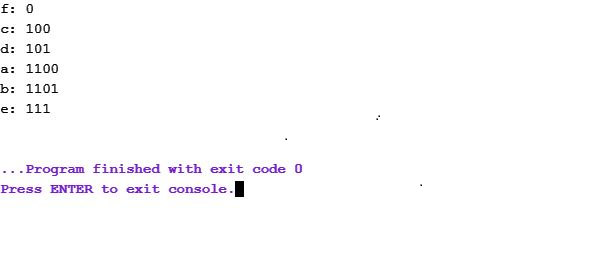 f: 0
c: 100
d: 101
a: 1100
b: 1101
e: 111
...Program finished with exit code 0
Press ENTER to exit console.